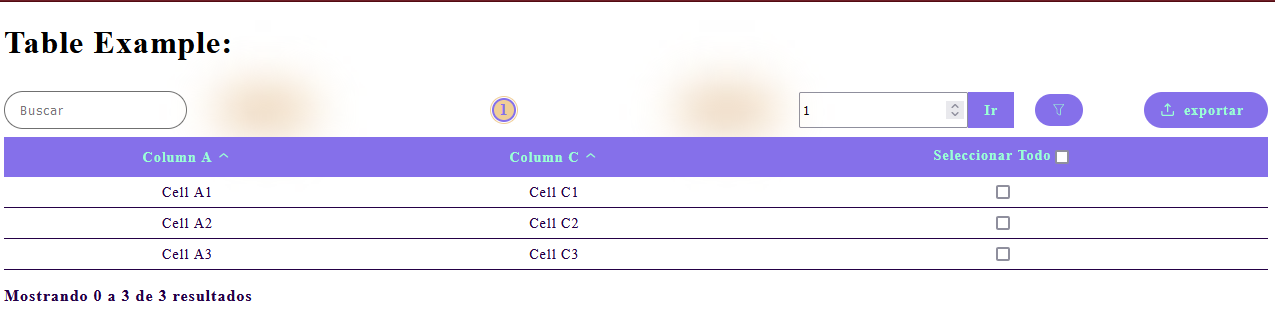 Table Example:
Buscar 1 1 Ir exportar
Column A Column C Seleccionar Todo
Cell A1 Cell C1
Cell A2 Cell C2
Cell A3 Cell C3
Mostrando 0 a 3 de 3 resultados